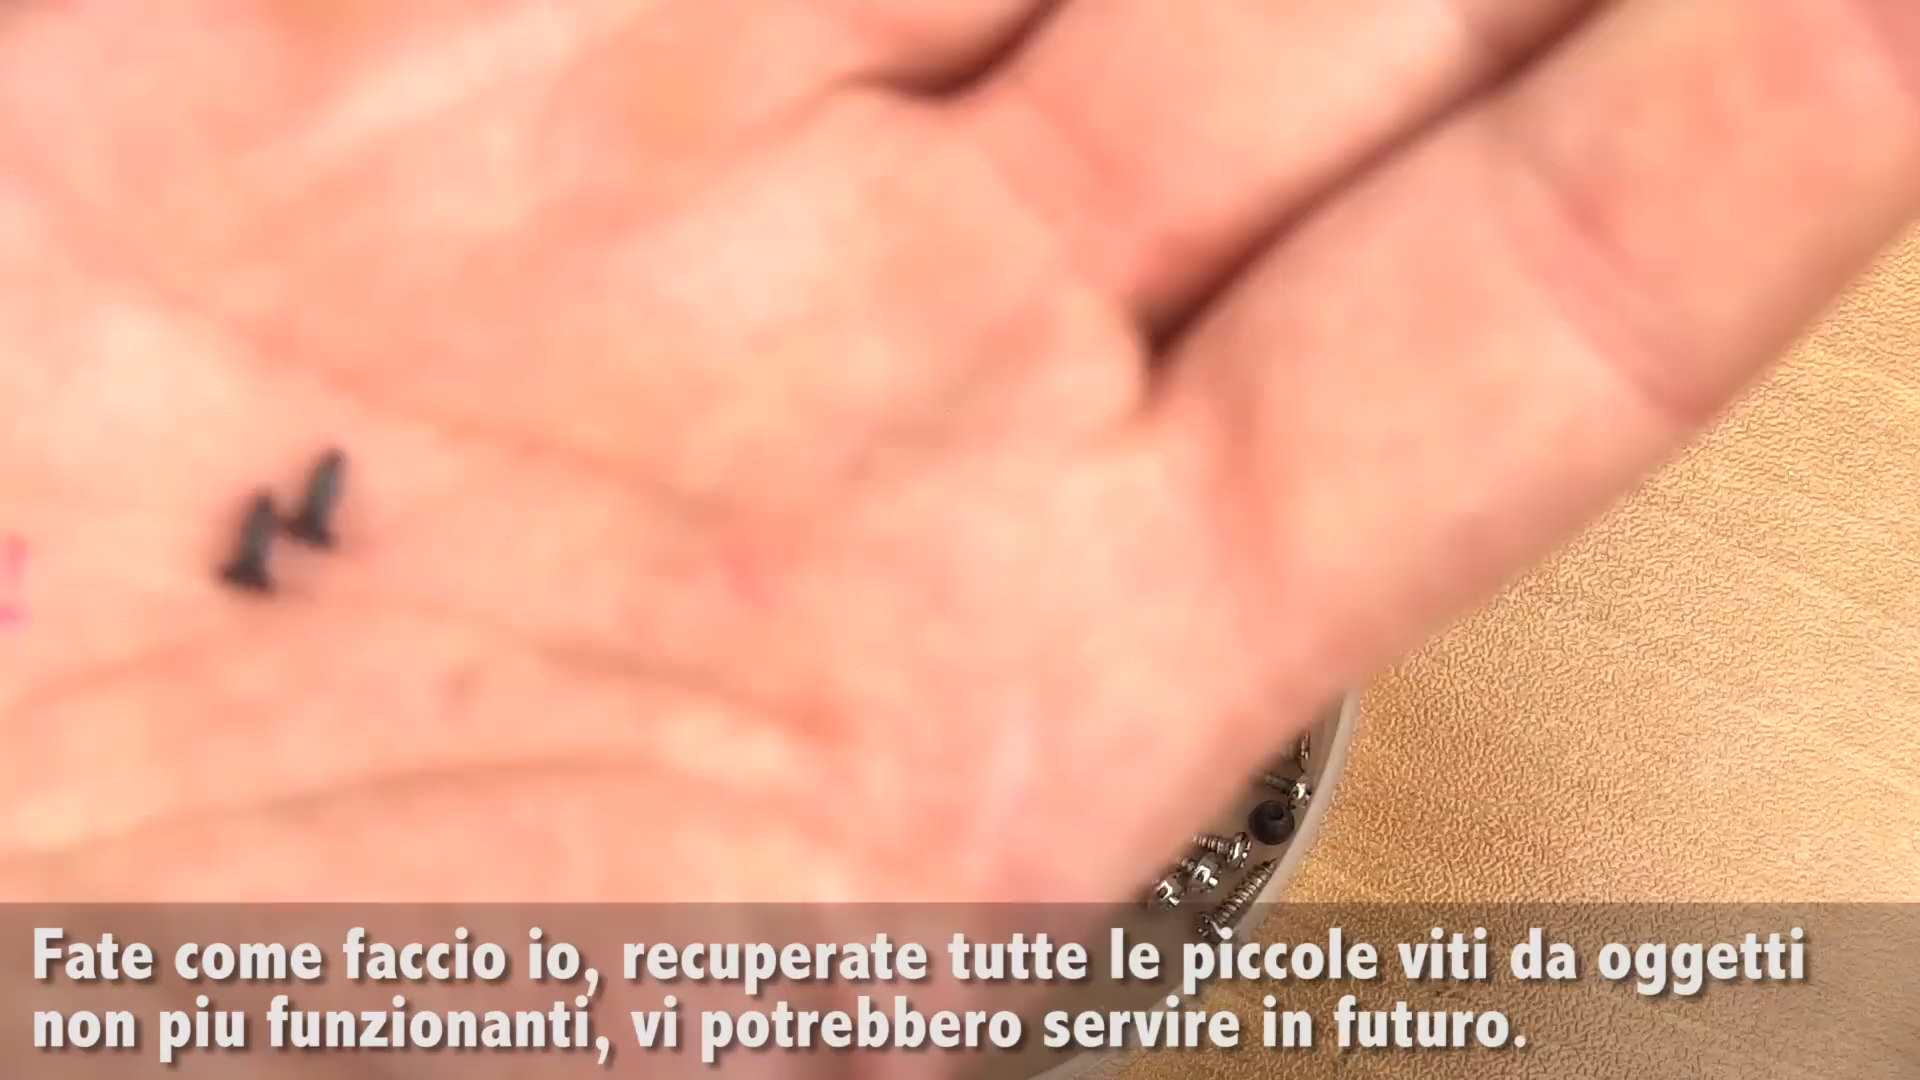 Fate come faccio io, recuperate tutte le piccole viti da oggetti
non piu funzionanti, vi potrebbero servire in futuro.